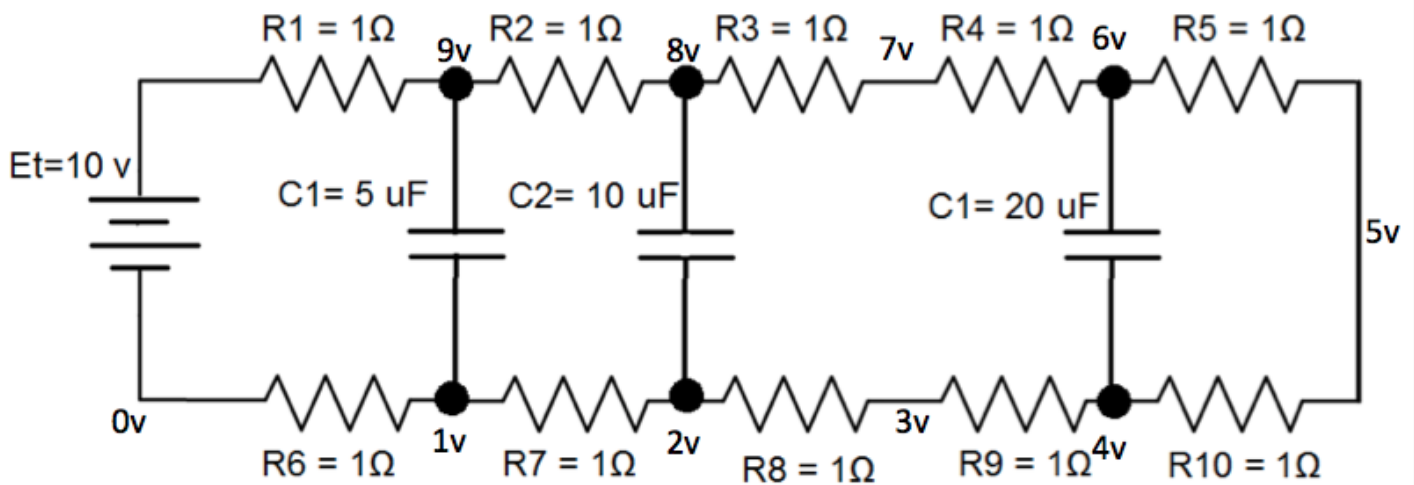 R1 = 1Ω
R2 = 1Ω
R3 = 1Ω
R4 = 1Ω
R5 = 1Ω
9v
8v
7v
6v
Et=10 v
C1= 5 uF
C2= 10 uF
C1= 20 uF
5v
0v
1v
2v
3v
4v
R6 = 1Ω
R7 = 1Ω
R8 = 1Ω
R9 = 1Ω
R10 = 1Ω